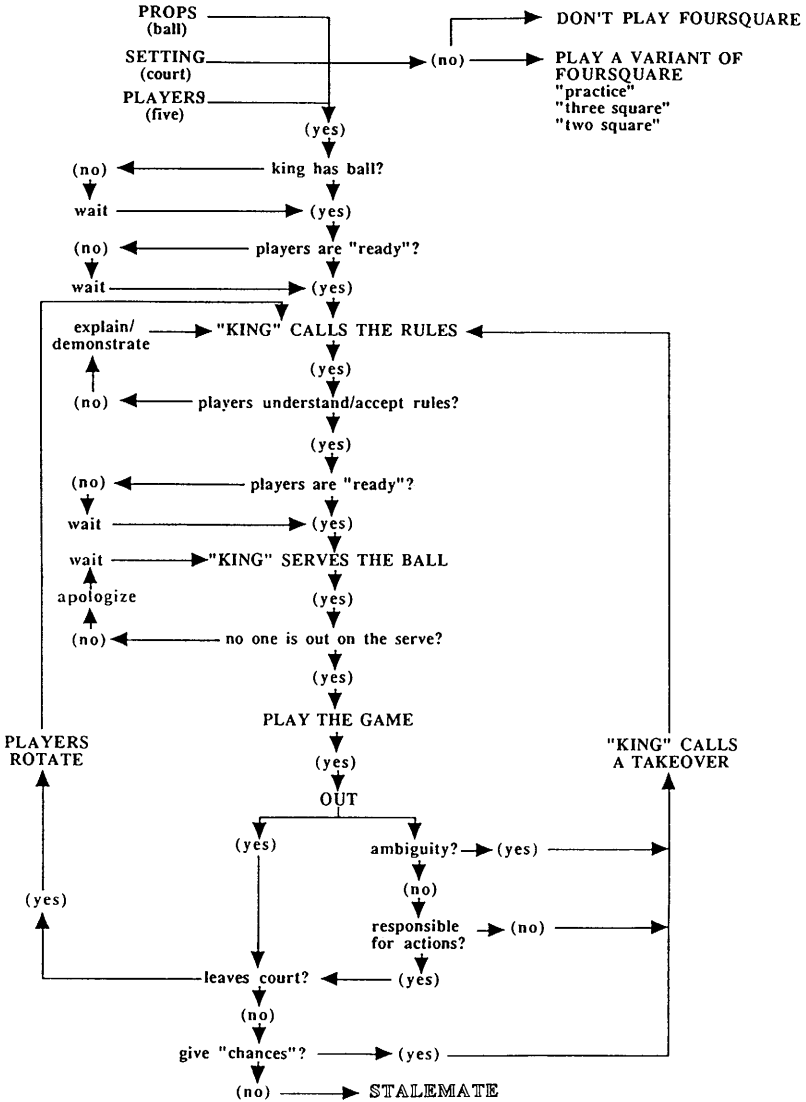 PROPS
(ball)
DON'T PLAY FOURSQUARE
SETTING
(court)
(no)
PLAY A VARIANT OF
FOURSQUARE
"practice"
"three square"
"two square"
PLAYERS
(five)
(yes)
(no)
king has ball?
wait
(yes)
(no)
players are "ready"?
wait
(yes)
explain/
demonstrate
"KING" CALLS THE RULES
(yes)
(no)
players understand/accept rules?
(yes)
(no)
players are "ready"?
wait
(yes)
wait
"KING" SERVES THE BALL
apologize
(yes)
(no)
no one is out on the serve?
(yes)
PLAY THE GAME
PLAYERS
ROTATE
"KING" CALLS
A TAKEOVER
(yes)
OUT
(yes)
ambiguity?
(yes)
(no)
(yes)
responsible
for actions?
(no)
leaves court?
(yes)
(no)
give "chances"?
(yes)
(no)
STALEMATE